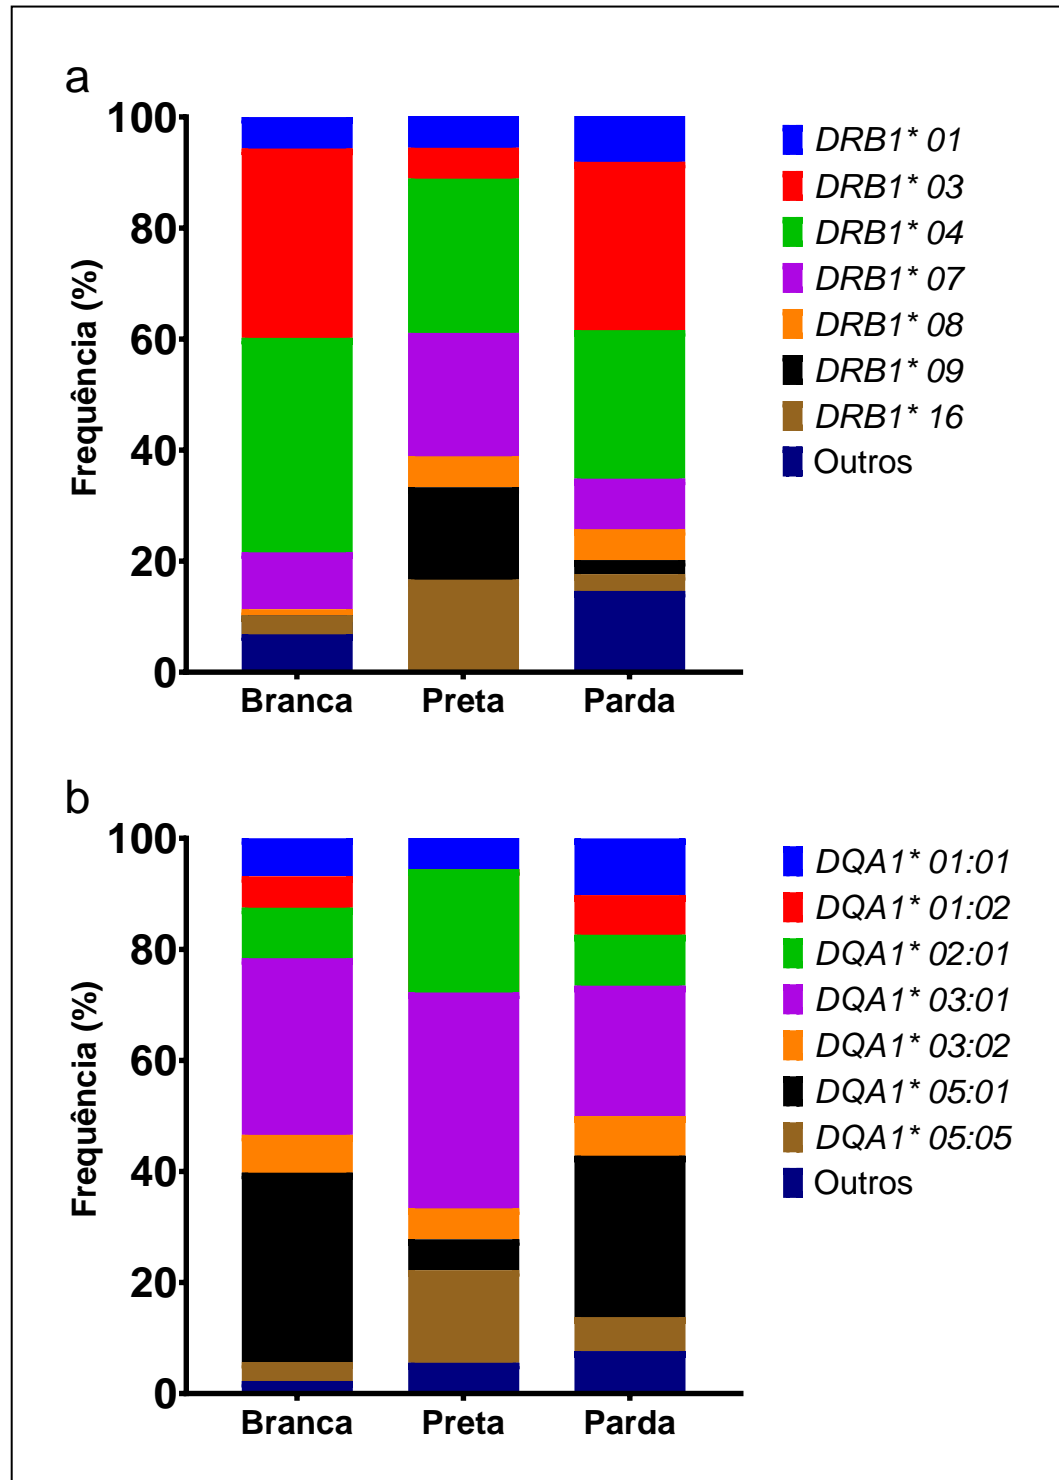 a
Frequência (%)
100
80
60
40
20
0
Branca Preta Parda
DRB1* 01
DRB1* 03
DRB1* 04
DRB1* 07
DRB1* 08
DRB1* 09
DRB1* 16
Outros
b
Frequência (%)
100
80
60
40
20
0
Branca Preta Parda
DQA1* 01:01
DQA1* 01:02
DQA1* 02:01
DQA1* 03:01
DQA1* 03:02
DQA1* 05:01
DQA1* 05:05
Outros